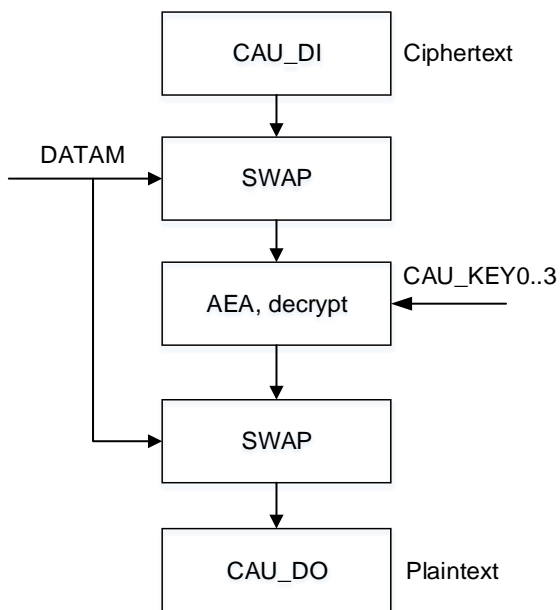 CAU_DI
Ciphertext
DATAM
SWAP
CAU_KEY0..3
AEA, decrypt
SWAP
CAU_DO
Plaintext